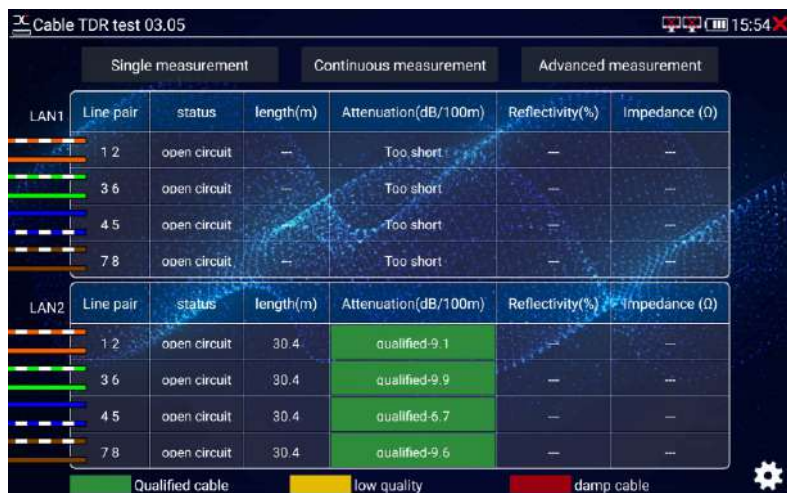 Cable TDR test 03.05 15:54
Single measurement Continuous measurement Advanced measurement
LAN1 Line pair status length(m) Attenuation(dB/100m) Reflectivity(%) Impedance (Ω)
1 2 open circuit --- Too short --- ---
3 6 open circuit --- Too short --- ---
4 5 open circuit --- Too short --- ---
7 8 open circuit --- Too short --- ---
LAN2 Line pair status length(m) Attenuation(dB/100m) Reflectivity(%) Impedance (Ω)
1 2 open circuit 30.4 qualified-9.1 --- ---
3 6 open circuit 30.4 qualified-9.9 --- ---
4 5 open circuit 30.4 qualified-6.7 --- ---
7 8 open circuit 30.4 qualified-9.6 --- ---
Qualified cable low quality damp cable